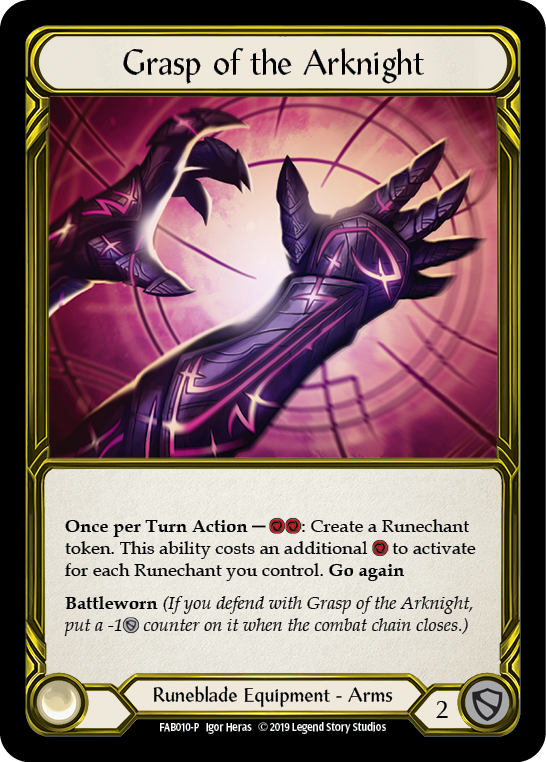 Grasp of the Arknight
Once per Turn Action — : Create a Runechant
token. This ability costs an additional to activate
for each Runechant you control. Go again
Battleworn (If you defend with Grasp of the Arknight,
put a -1 counter on it when the combat chain closes.)
Runeblade Equipment - Arms
2
FAB010-P Igor Heras © 2019 Legend Story Studios